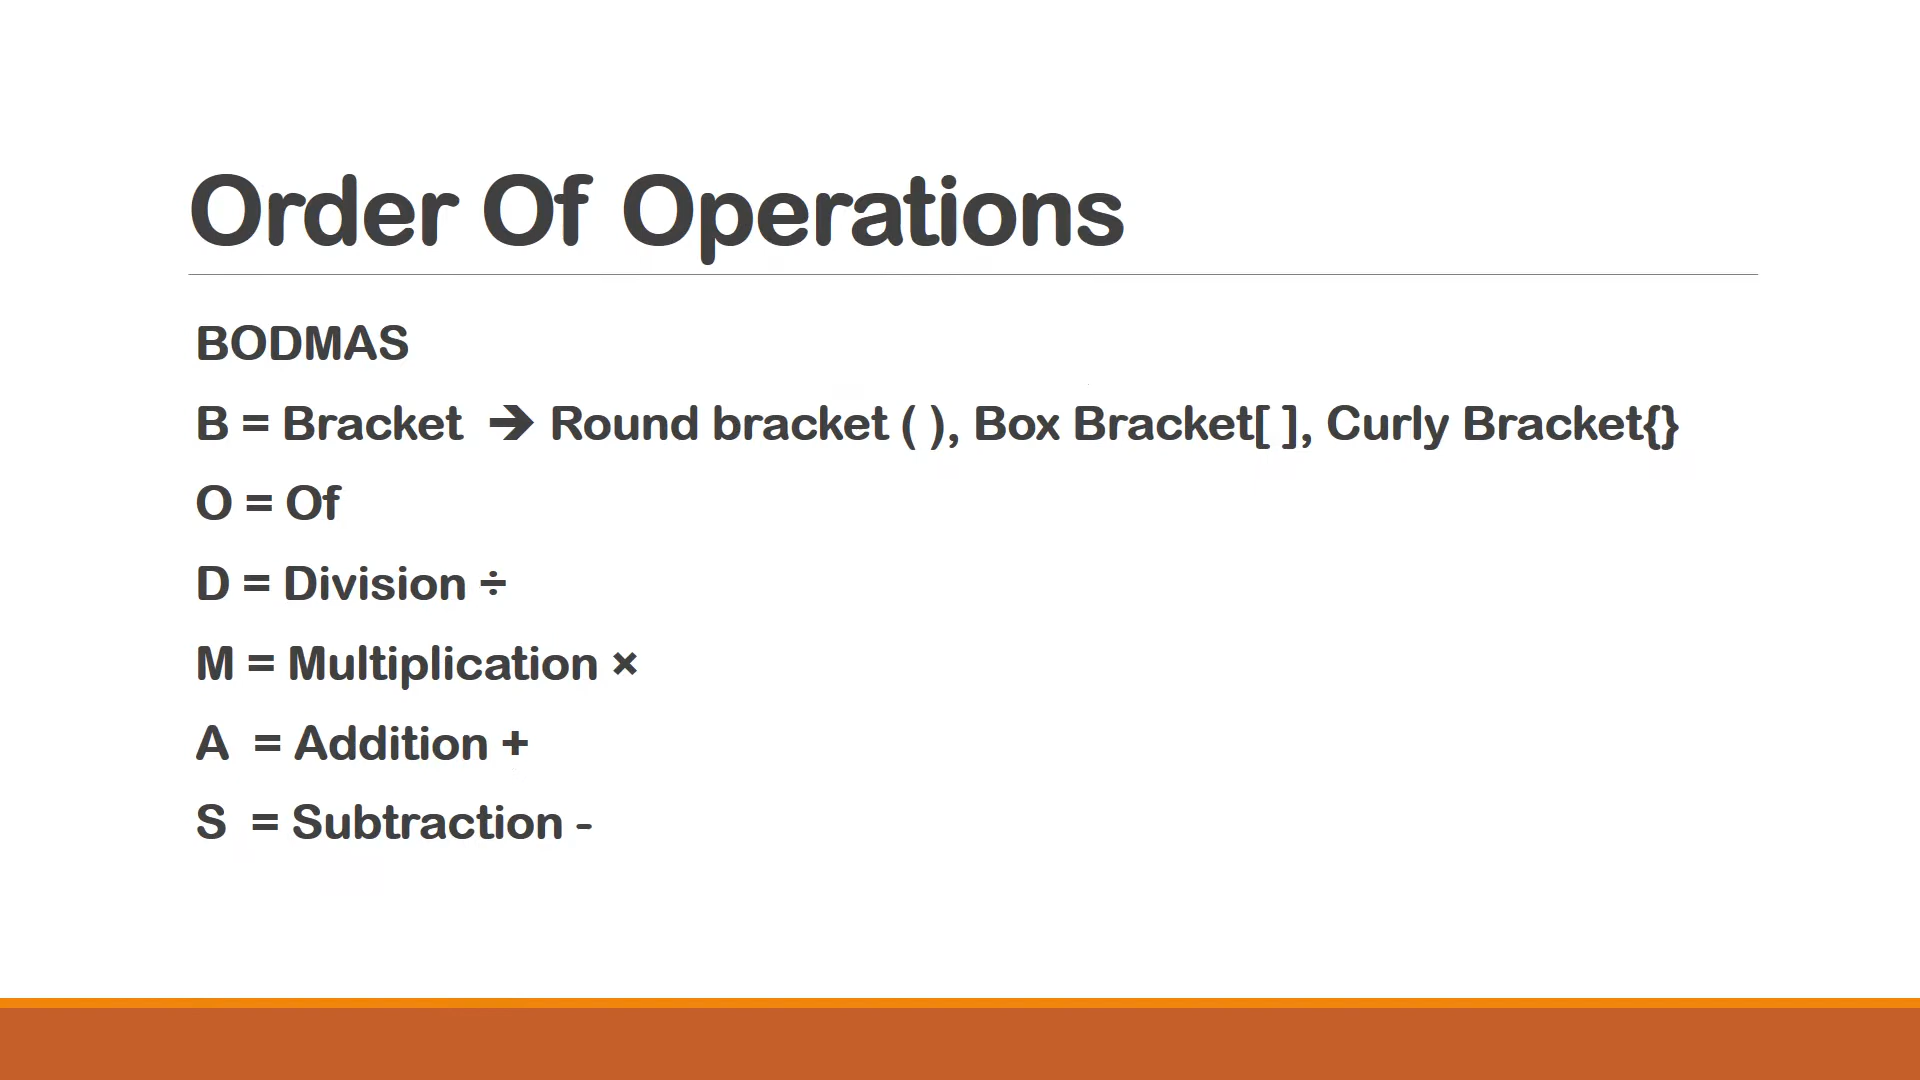 Order Of Operations
BODMAS
B = Bracket ➔ Round bracket ( ), Box Bracket[ ], Curly Bracket{}
O = Of
D = Division ÷
M = Multiplication ×
A = Addition +
S = Subtraction -